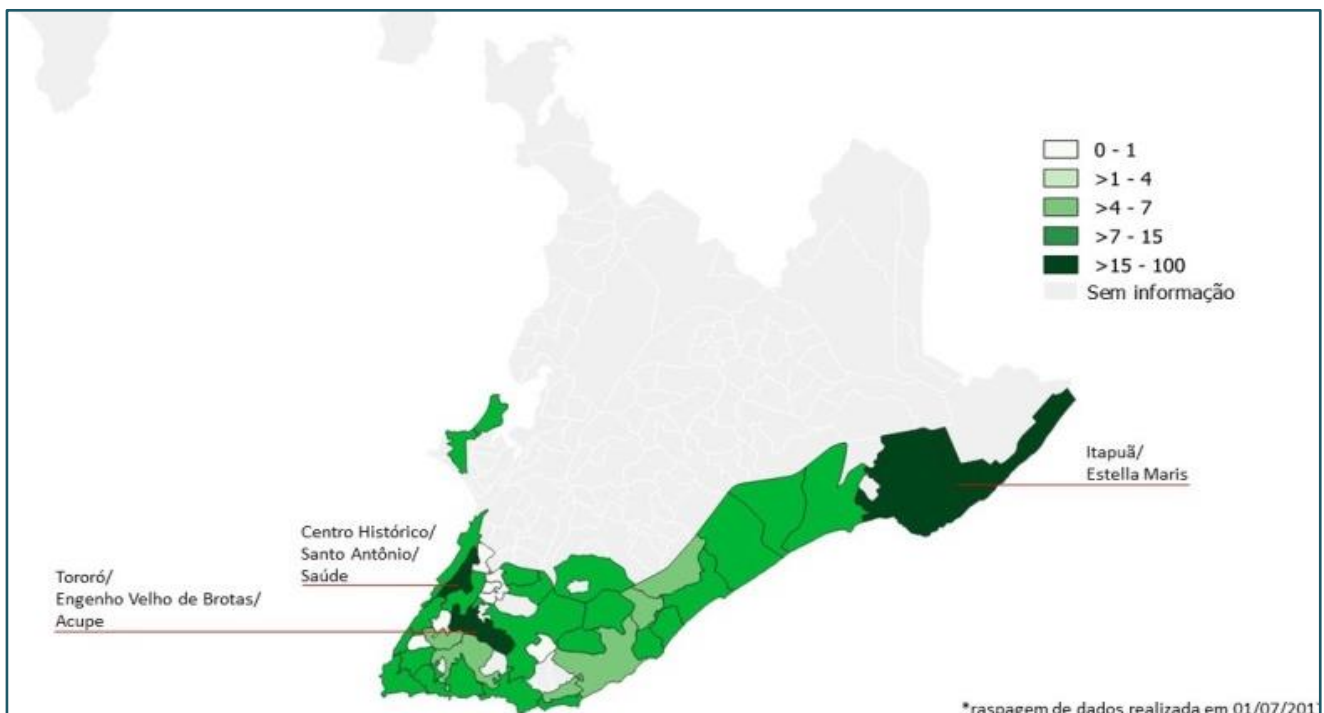 0 - 1
>1 - 4
>4 - 7
>7 - 15
>15 - 100
Sem informação
Itapuã/
Estella Maris
Centro Histórico/
Santo Antônio/
Saúde
Tororó/
Engenho Velho de Brotas/
Acupe
*raspagem de dados realizada em 01/07/201